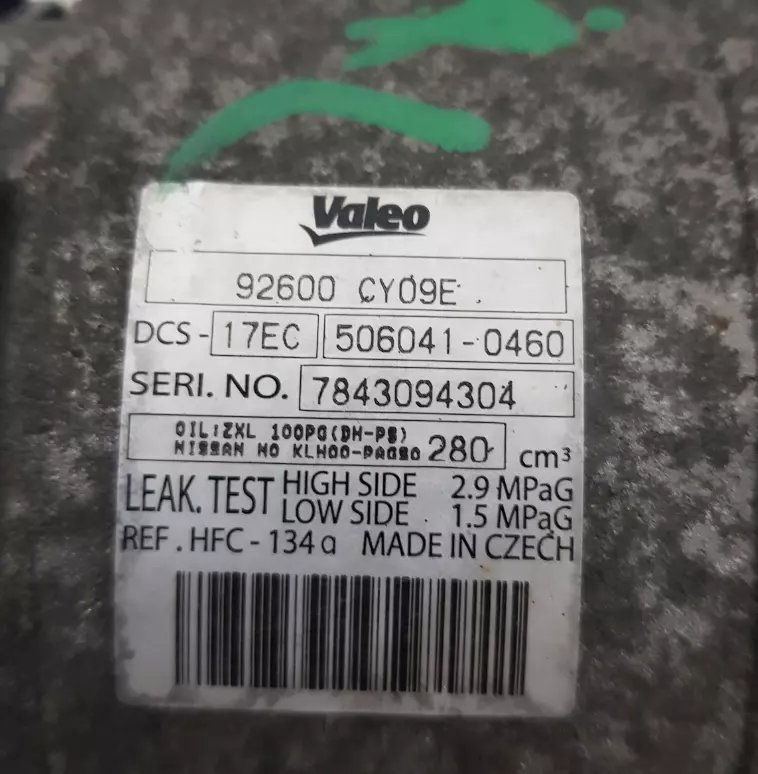 Valeo
92600 CY09E .
DCS - 17EC 506041-0460
SERI. NO. 7843094304
OIL:ZXL 100PG(DH-PS)
NISSAN NO KLH00-PAGS0 280 cm³
LEAK. TEST HIGH SIDE 2.9 MPaG
LOW SIDE . 1.5 MPaG
REF . HFC - 134a MADE IN CZECH